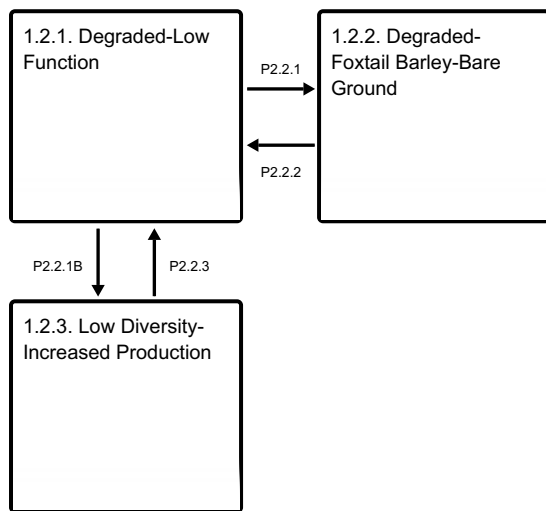 1.2.1. Degraded-Low
Function
P2.2.1
1.2.2. Degraded-
Foxtail Barley-Bare
Ground
P2.2.2
P2.2.1B
P2.2.3
1.2.3. Low Diversity-
Increased Production